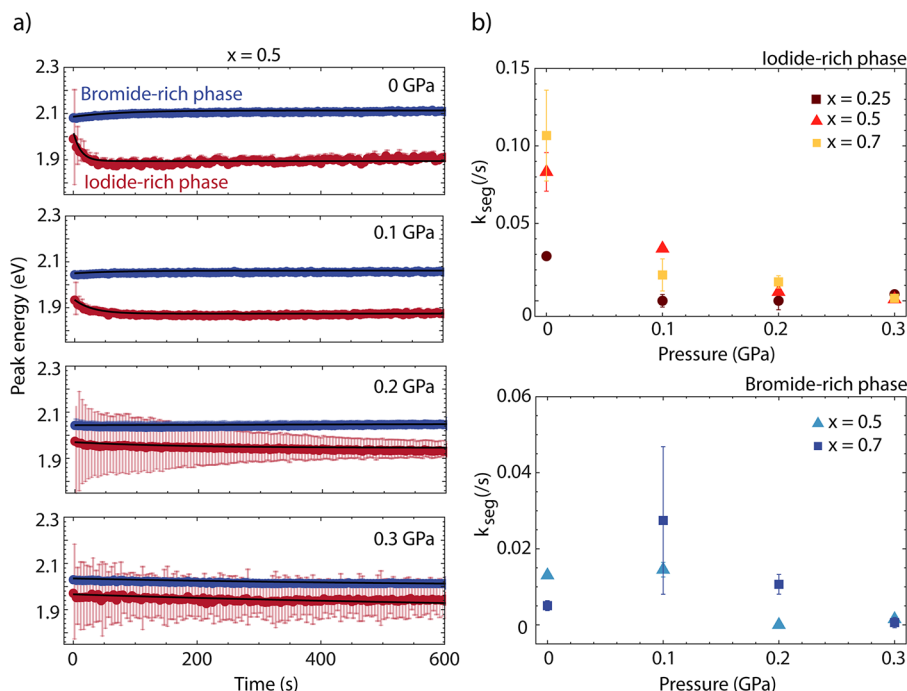 a)
x = 0.5
2.3
2.1
1.9
Bromide-rich phase
Iodide-rich phase
0 GPa
2.3
2.1
1.9
0.1 GPa
2.3
2.1
1.9
0.2 GPa
2.3
2.1
1.9
0.3 GPa
0
200
400
600
Time (s)
Peak energy (eV)
b)
Iodide-rich phase
0.15
0.10
0.05
0
x = 0.25
x = 0.5
x = 0.7
kseg(/s)
0
0.1
0.2
0.3
Pressure (GPa)
Bromide-rich phase
0.06
0.04
0.02
0
x = 0.5
x = 0.7
kseg(/s)
0
0.1
0.2
0.3
Pressure (GPa)